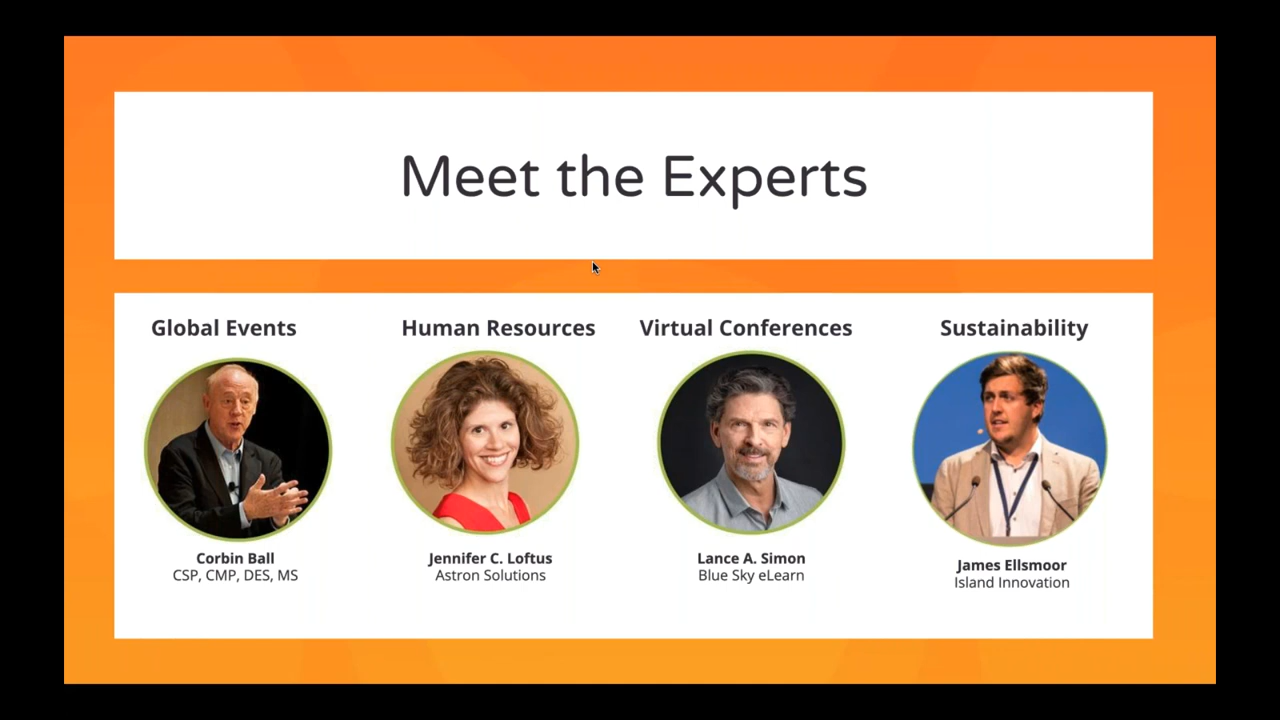 Meet the Experts
Global Events
Human Resources
Virtual Conferences
Sustainability
Corbin Ball
CSP, CMP, DES, MS
Jennifer C. Loftus
Astron Solutions
Lance A. Simon
Blue Sky eLearn
James Ellsmoor
Island Innovation